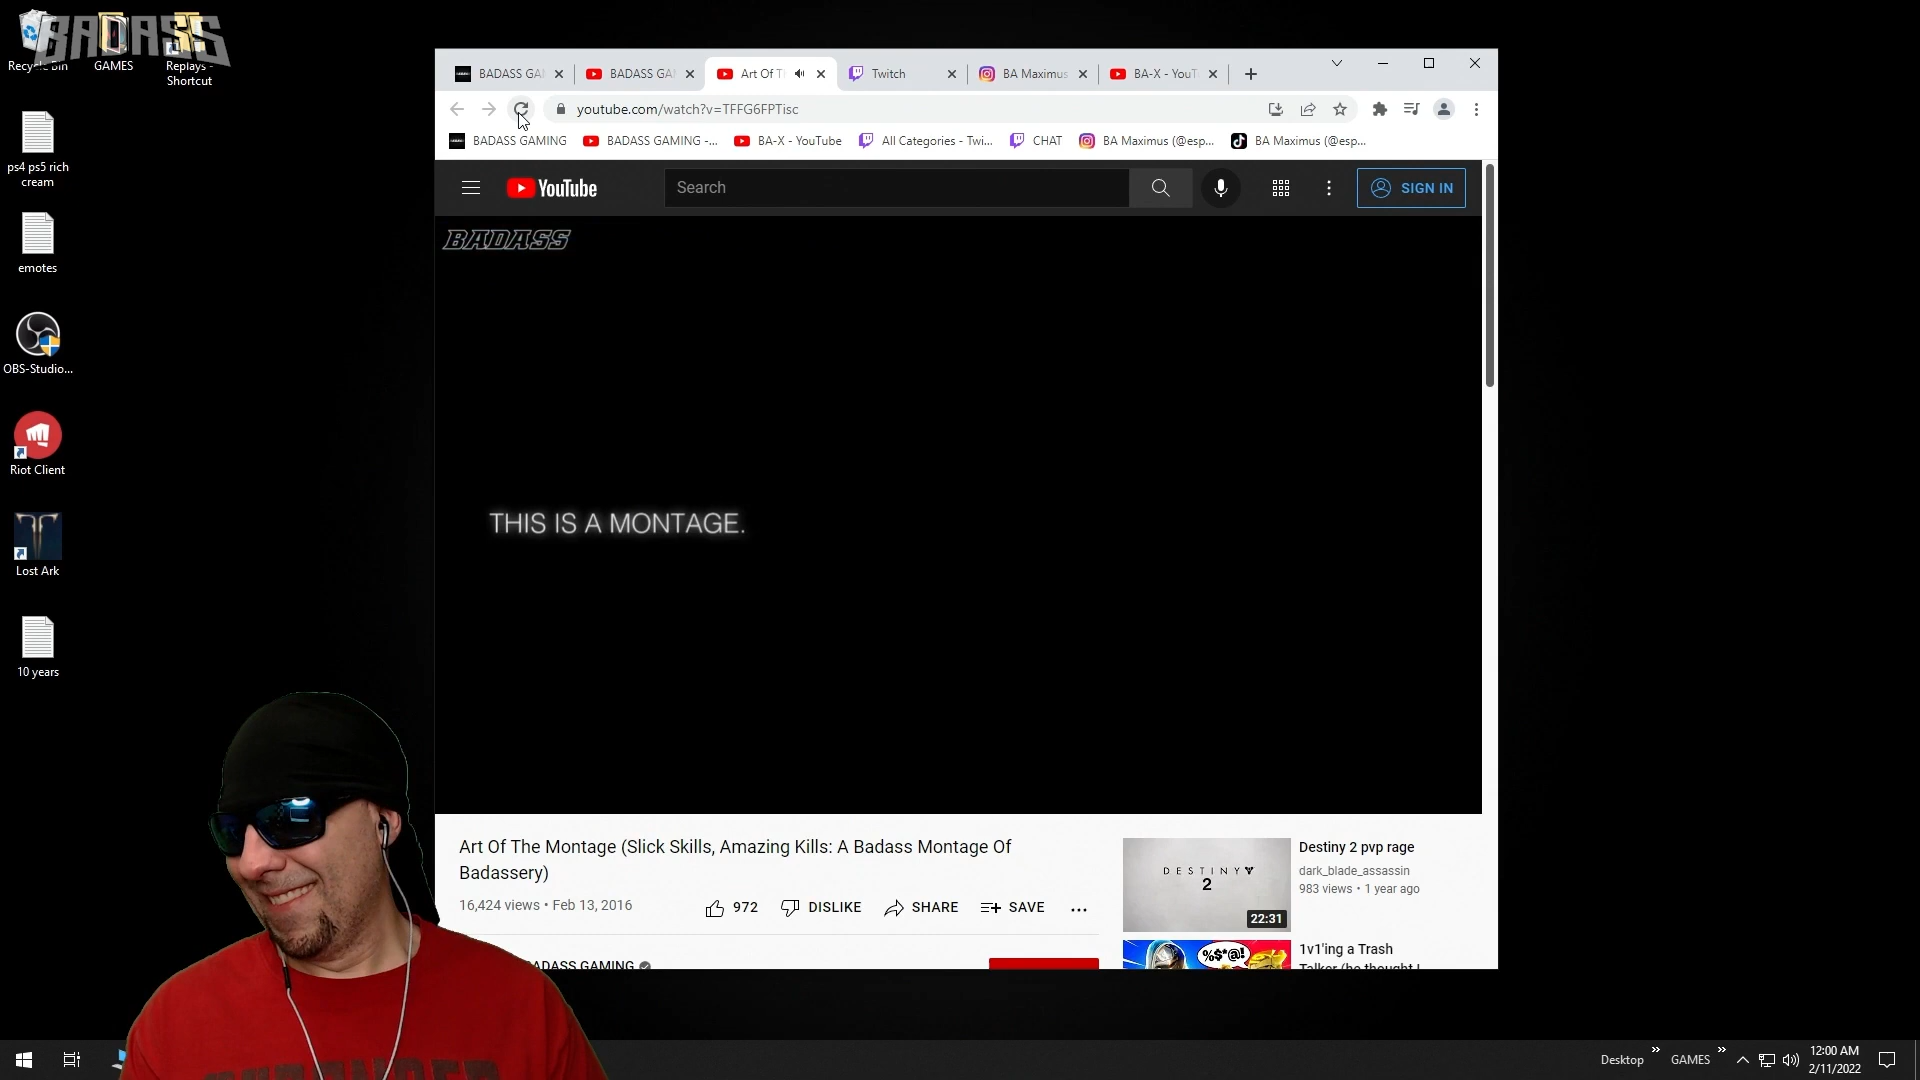 BADASS
Recycle Bin
GAMES
Replays -
Shortcut
ps4 ps5 rich
cream
emotes
OBS-Studio...
Riot Client
Lost Ark
10 years
BADASS GA
BADASS GA
Art Of T
Twitch
BA Maximus
BA-X - YouT
youtube.com/watch?v=TFFG6FPTisc
BADASS GAMING
BADASS GAMING -...
BA-X - YouTube
All Categories - Twi...
CHAT
BA Maximus (@esp...
BA Maximus (@esp...
YouTube
Search
SIGN IN
BADASS
THIS IS A MONTAGE.
Art Of The Montage (Slick Skills, Amazing Kills: A Badass Montage Of
Badassery)
16,424 views • Feb 13, 2016
972
DISLIKE
SHARE
SAVE
BADASS GAMING
DESTINY
2
22:31
Destiny 2 pvp rage
dark_blade_assassin
983 views • 1 year ago
%$*@!
1v1'ing a Trash
Talker (he thought I
Desktop
GAMES
12:00 AM
2/11/2022